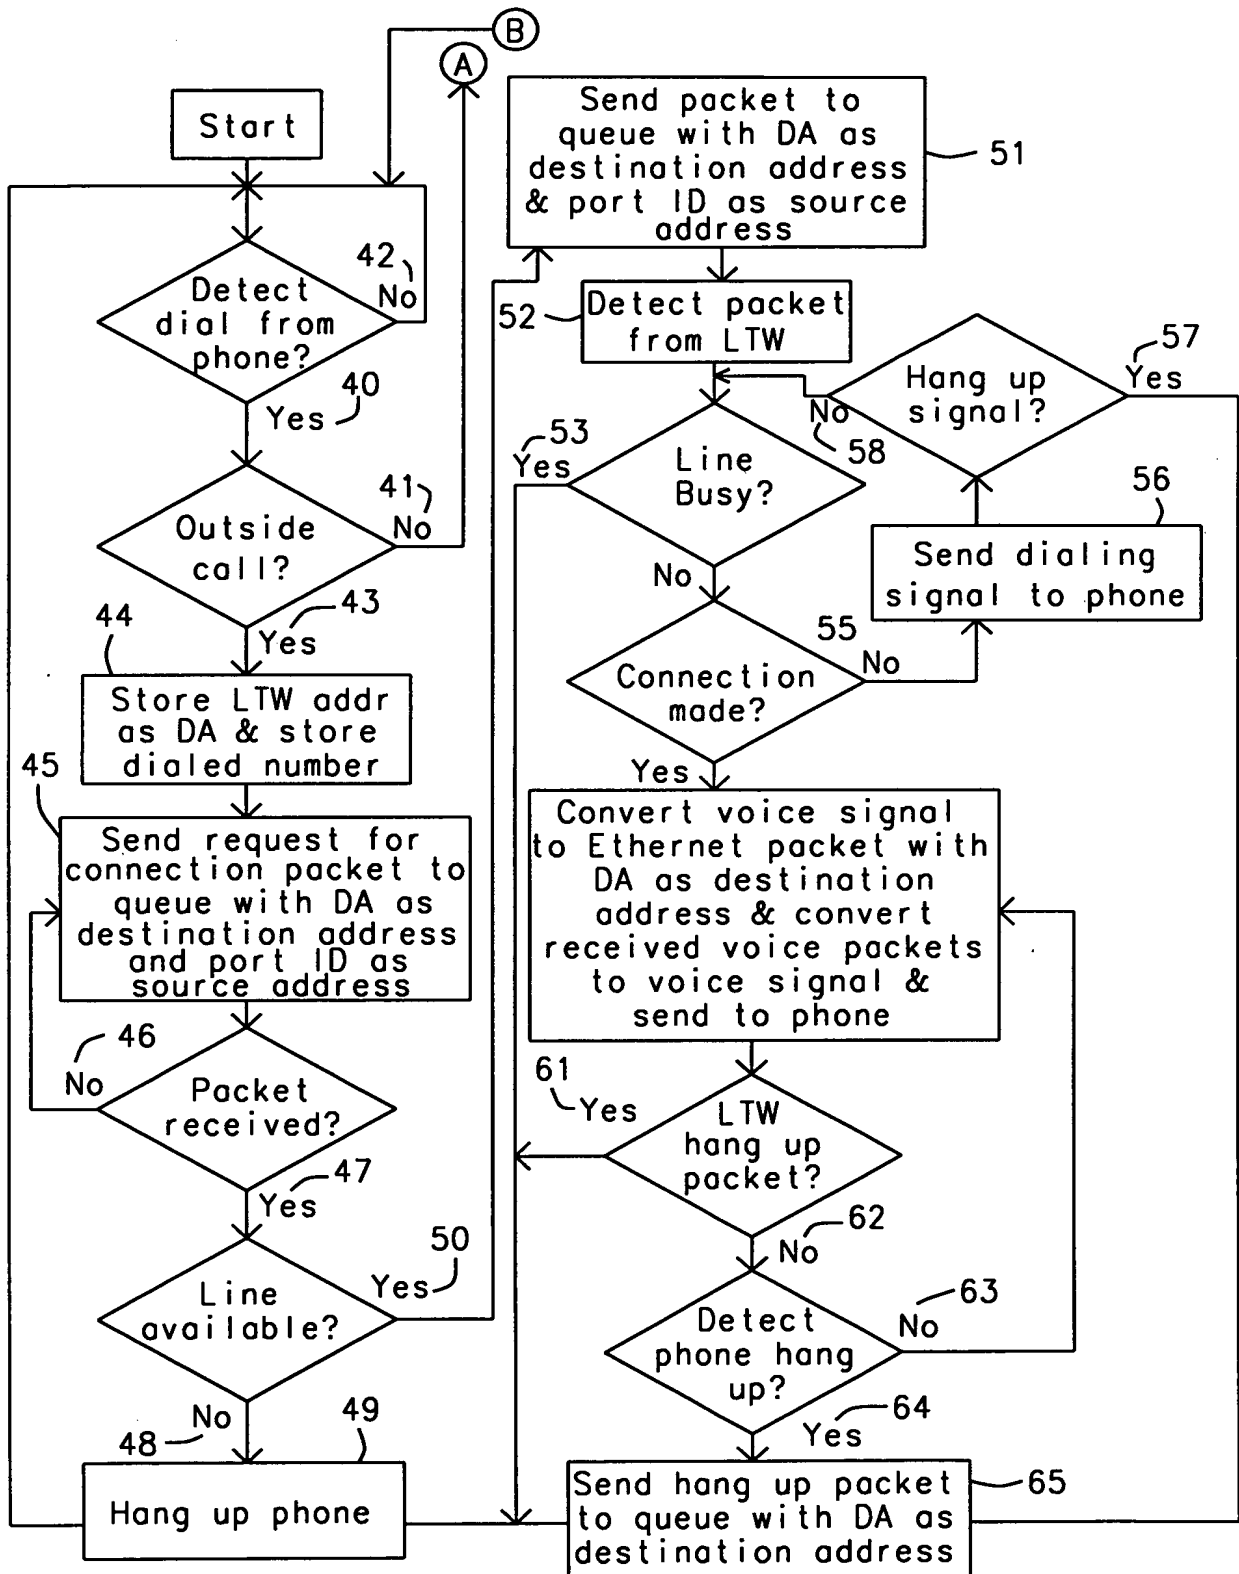 B
A
Start
Detect
dial from
phone?
42
No
40
Yes
Outside
call?
41
No
43
Yes
44
Store LTW addr
as DA & store
dialed number
45
Send request for
connection packet to
queue with DA as
destination address
and port ID as
source address
46
No
Packet
received?
47
Yes
Line
available?
50
Yes
No
48
49
Hang up phone
Send packet to
queue with DA as
destination address
& port ID as source
address
51
52
Detect packet
from LTW
Hang up
signal?
57
Yes
No
58
53
Yes
Line
Busy?
No
56
Send dialing
signal to phone
55
No
Connection
made?
Yes
Convert voice signal
to Ethernet packet with
DA as destination
address & convert
received voice packets
to voice signal &
send to phone
61
Yes
LTW
hang up
packet?
62
No
Detect
phone hang
up?
63
No
64
Yes
Send hang up packet
to queue with DA as
destination address
65